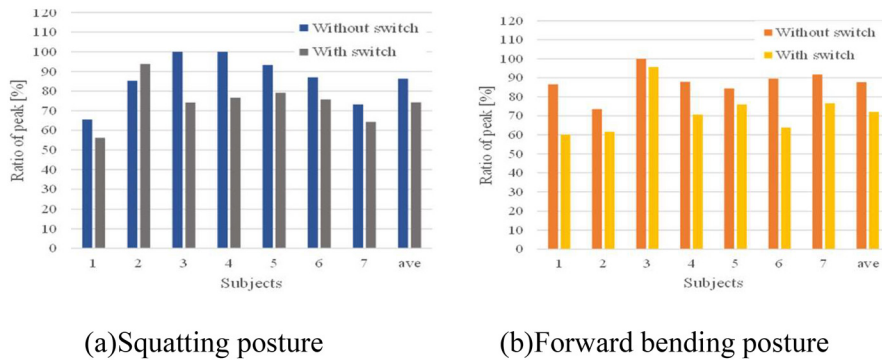 120
110
100
90
80
70
60
50
40
30
20
10
0
Ratio of peak [%]
Without switch
With switch
1 2 3 4 5 6 7 ave
Subjects
(a)Squatting posture
120
110
100
90
80
70
60
50
40
30
20
10
0
Ratio of peak [%]
Without switch
With switch
1 2 3 4 5 6 7 ave
Subjects
(b)Forward bending posture